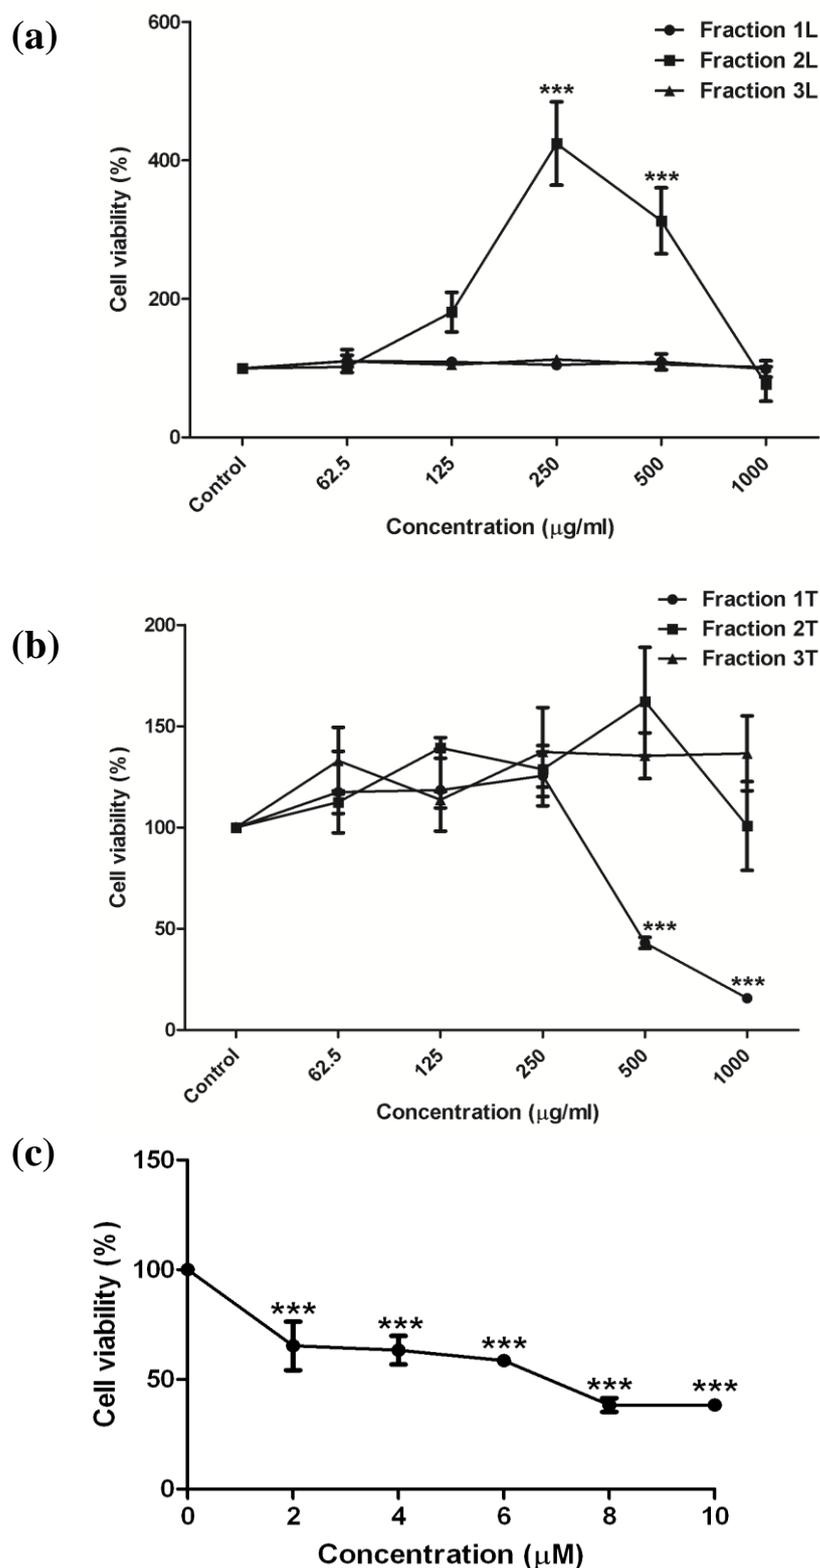 (a)
600
400
200
0
Cell viability (%)
Fraction 1L
Fraction 2L
Fraction 3L
***
***
Control
62.5
125
250
500
1000
Concentration (μg/ml)
(b)
200
150
100
50
0
Cell viability (%)
Fraction 1T
Fraction 2T
Fraction 3T
***
***
Control
62.5
125
250
500
1000
Concentration (μg/ml)
(c)
150
100
50
0
Cell viability (%)
***
***
***
***
***
0
2
4
6
8
10
Concentration (μM)